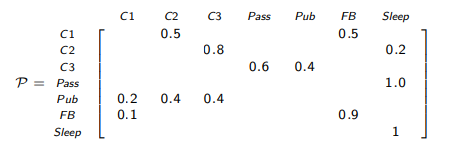 C1 C2 C3 Pass Pub FB Sleep
C1 0.5 0.5
C2 0.8 0.2
C3 0.6 0.4
Pass 1.0
P = Pub 0.2 0.4 0.4
FB 0.1 0.9
Sleep 1